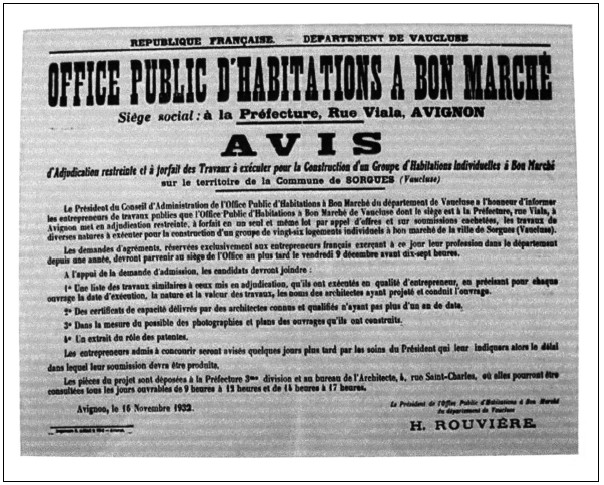 RÉPUBLIQUE FRANÇAISE. — DÉPARTEMENT DE VAUCLUSE
OFFICE PUBLIC D'HABITATIONS A BON MARCHÉ
Siège social : à la Préfecture, Rue Viala, AVIGNON
AVIS
d'Adjudication restreinte et à forfait des Travaux à exécuter pour la Construction d'un Groupe d'Habitations Individuelles à Bon Marché
sur le territoire de la Commune de SORGUES (Vaucluse)
Le Président du Conseil d'Administration de l'Office Public d'Habitations à Bon Marché du département de Vaucluse a l'honneur d'informer
les entrepreneurs de travaux publics que l'Office Public d'Habitations à Bon Marché de Vaucluse dont le siège est à la Préfecture, rue Viala, à
Avignon met en adjudication restreinte, à forfait en un seul et même lot par appel d'offres et sur soumissions cachetées, les travaux de
diverses natures à exécuter pour la construction d'un groupe de vingt-six logements individuels à bon marché de la ville de Sorgues (Vaucluse).
Les demandes d'agréments, réservées exclusivement aux entrepreneurs français exerçant à ce jour leur profession dans le département
depuis une année, devront parvenir au siège de l'Office au plus tard le vendredi 9 décembre avant dix-sept heures.
A l'appui de la demande d'admission, les candidats devront joindre :
1° Une liste des travaux similaires à ceux mis en adjudication, qu'ils ont exécutés en qualité d'entrepreneur, en précisant pour chaque
ouvrage la date d'exécution, la nature et la valeur des travaux, les noms des architectes ayant projeté et conduit l'ouvrage.
2° Des certificats de capacité délivrés par des architectes connus et qualifiés n'ayant pas plus d'un an de date.
3° Dans la mesure du possible des photographies et plans des ouvrages qu'ils ont construits.
4° Un extrait du rôle des patentes.
Les entrepreneurs admis à concourir seront avisés quelques jours plus tard par les soins du Président qui leur indiquera alors le délai
dans lequel leur soumission devra être produite.
Les pièces du projet sont déposées à la Préfecture 3me division et au bureau de l'Architecte, 4, rue Saint-Charles, où elles pourront être
consultées tous les jours ouvrables de 9 heures à 12 heures et de 14 heures à 17 heures.
Avignon, le 16 Novembre 1932.
Le Président de l'Office Public d'Habitations à Bon Marché
du département de Vaucluse
H. ROUVIÈRE.